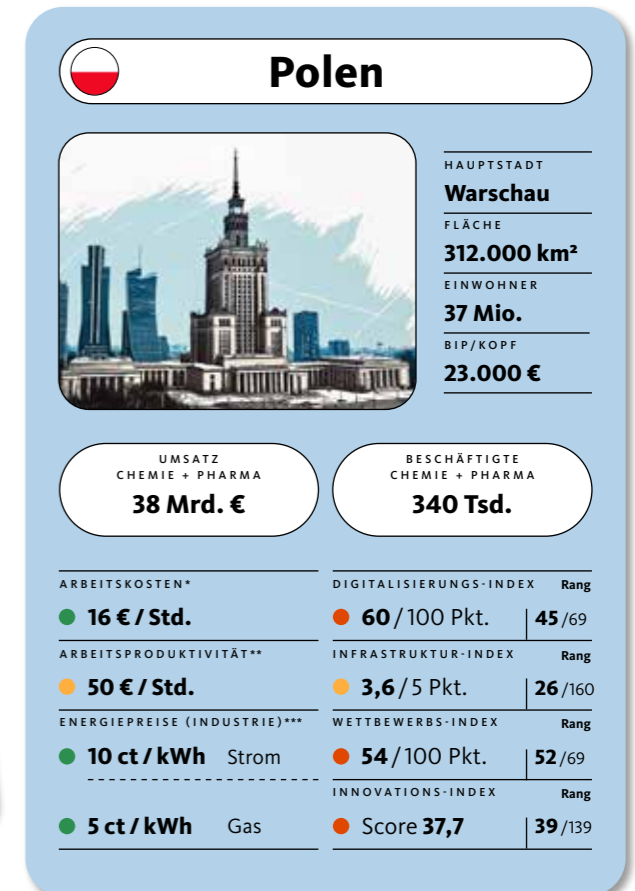 Polen
HAUPTSTADT
Warschau
FLÄCHE
312.000 km²
EINWOHNER
37 Mio.
BIP/KOPF
23.000 €
UMSATZ
CHEMIE + PHARMA
38 Mrd. €
BESCHÄFTIGTE
CHEMIE + PHARMA
340 Tsd.
ARBEITSKOSTEN*
16 € / Std.
ARBEITSPRODUKTIVITÄT**
50 € / Std.
ENERGIEPREISE (INDUSTRIE)***
10 ct / kWh Strom
5 ct / kWh Gas
DIGITALISIERUNGS-INDEX Rang
60 / 100 Pkt. 45 /69
INFRASTRUKTUR-INDEX Rang
3,6 / 5 Pkt. 26 /160
WETTBEWERBS-INDEX Rang
54 / 100 Pkt. 52 /69
INNOVATIONS-INDEX Rang
Score 37,7 39 /139